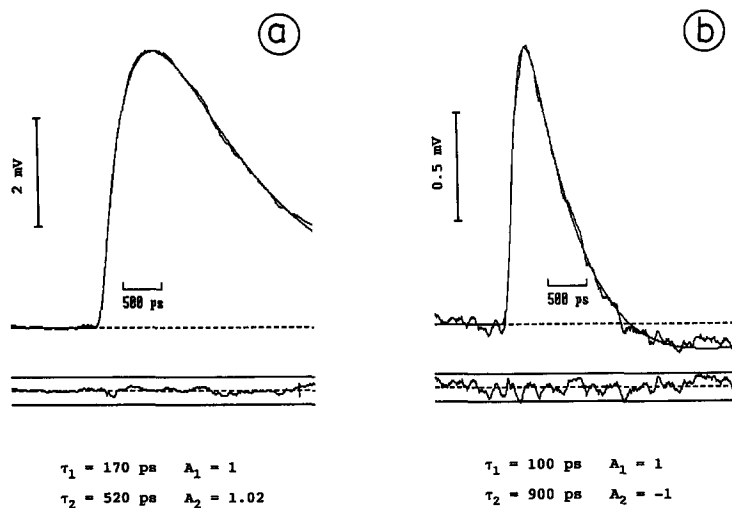 a
b
2 mV
0.5 mV
500 ps
500 ps
τ1 = 170 ps A1 = 1
τ2 = 520 ps A2 = 1.02
τ1 = 100 ps A1 = 1
τ2 = 900 ps A2 = -1